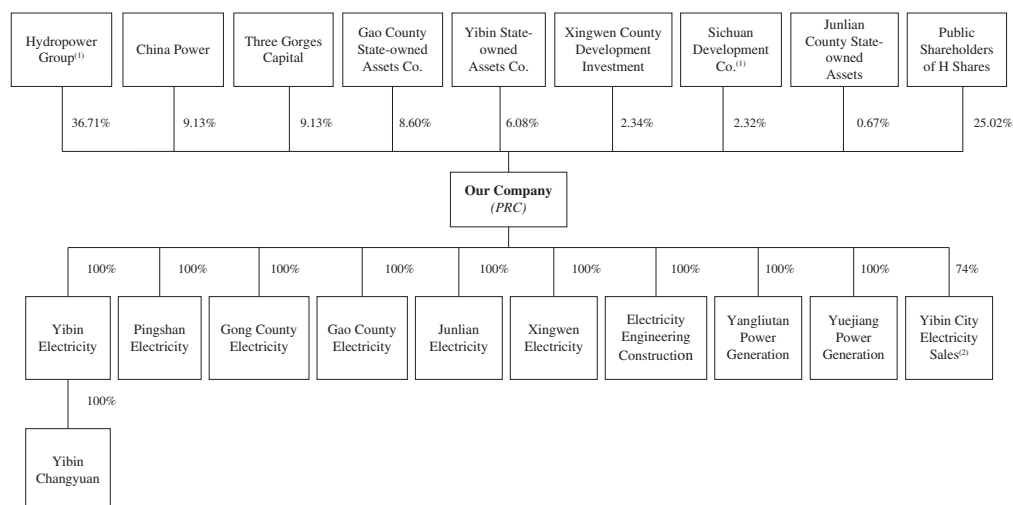 Hydropower
Group(1)
China Power
Three Gorges
Capital
Gao County
State-owned
Assets Co.
Yibin State-
owned
Assets Co.
Xingwen County
Development
Investment
Sichuan
Development
Co.(1)
Junlian
County State-
owned
Assets
Public
Shareholders
of H Shares
36.71%
9.13%
9.13%
8.60%
6.08%
2.34%
2.32%
0.67%
25.02%
Our Company
(PRC)
100%
100%
100%
100%
100%
100%
100%
100%
100%
74%
Yibin
Electricity
Pingshan
Electricity
Gong County
Electricity
Gao County
Electricity
Junlian
Electricity
Xingwen
Electricity
Electricity
Engineering
Construction
Yangliutan
Power
Generation
Yuejiang
Power
Generation
Yibin City
Electricity
Sales(2)
100%
Yibin
Changyuan